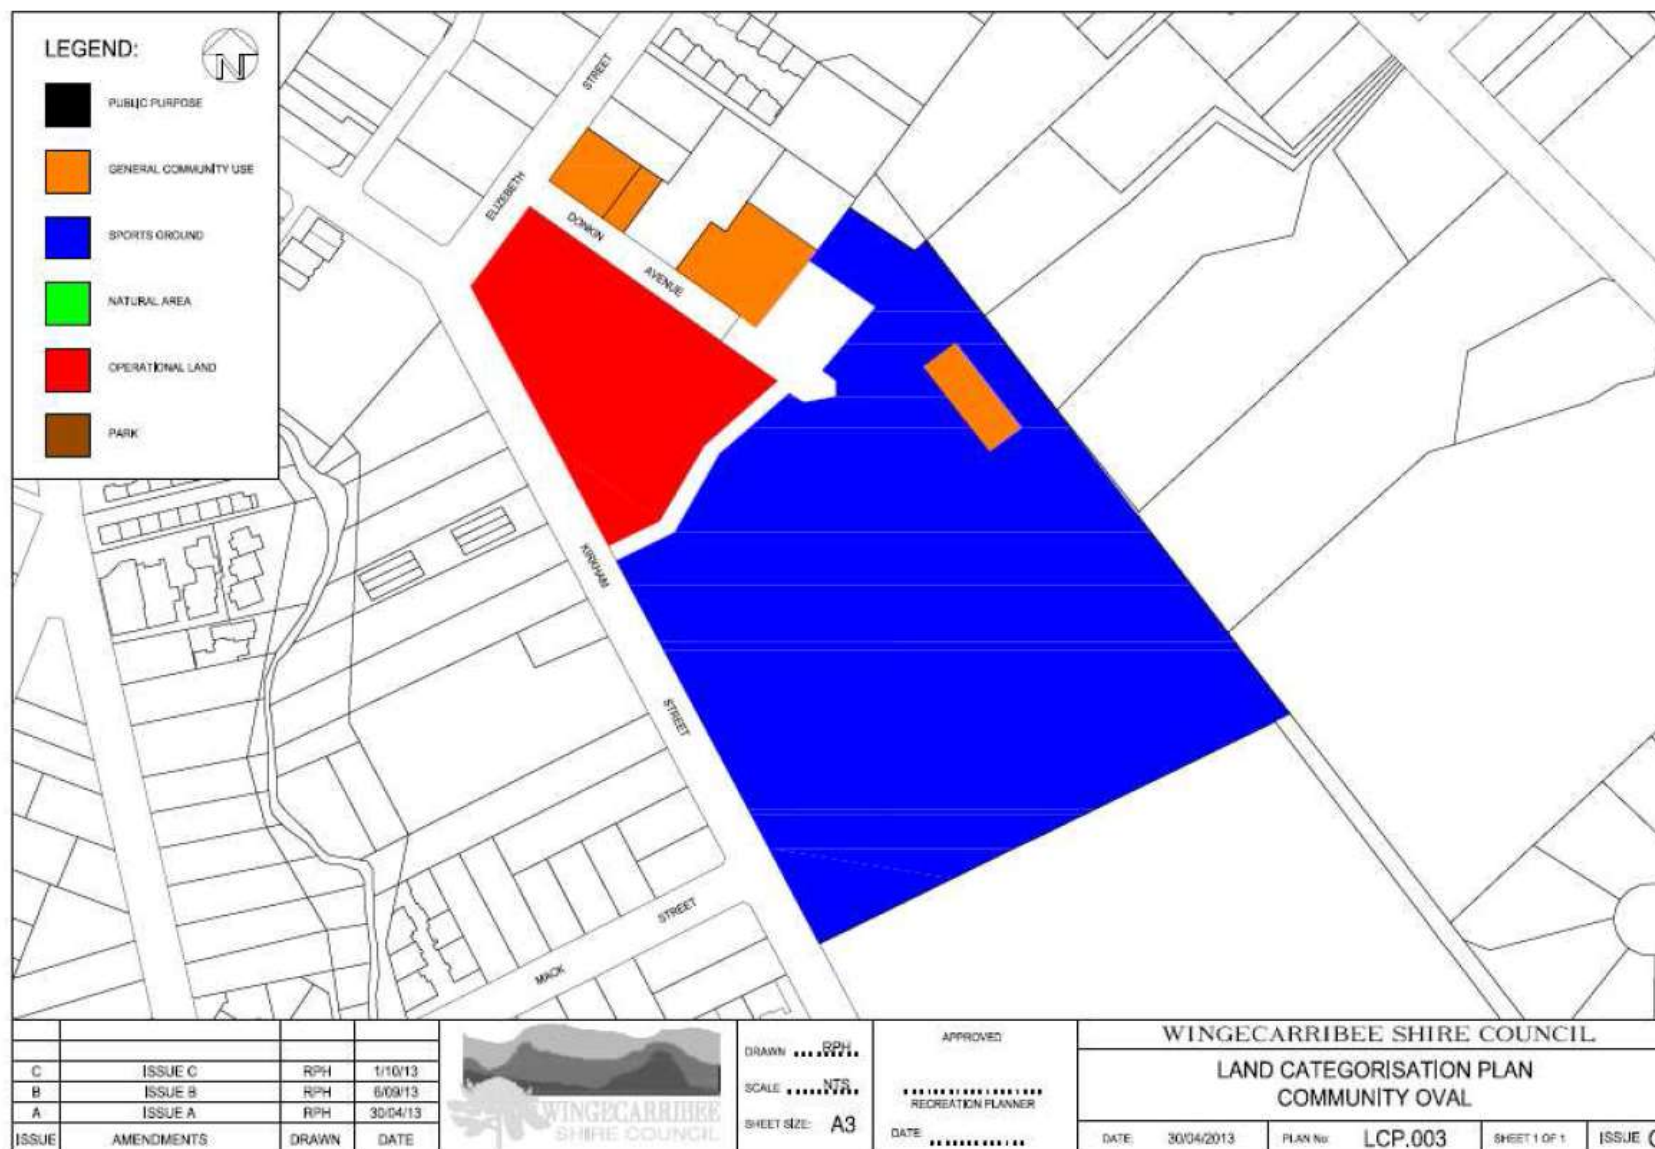 LEGEND:
N
PUBLIC PURPOSE
GENERAL COMMUNITY USE
SPORTS GROUND
NATURAL AREA
OPERATIONAL LAND
PARK
STREET
ELIZEBETH
DONKIN
AVENUE
KIRKHAM
STREET
STREET
MACK
C ISSUE C RPH 1/10/13
B ISSUE B RPH 6/09/13
A ISSUE A RPH 30/04/13
ISSUE AMENDMENTS DRAWN DATE
WINGECARRIBEE
SHIRE COUNCIL
DRAWN RPH
SCALE NTS
SHEET SIZE: A3
APPROVED
RECREATION PLANNER
DATE
WINGECARRIBEE SHIRE COUNCIL
LAND CATEGORISATION PLAN
COMMUNITY OVAL
DATE 30/04/2013 PLAN No: LCP.003 SHEET 1 OF 1 ISSUE C